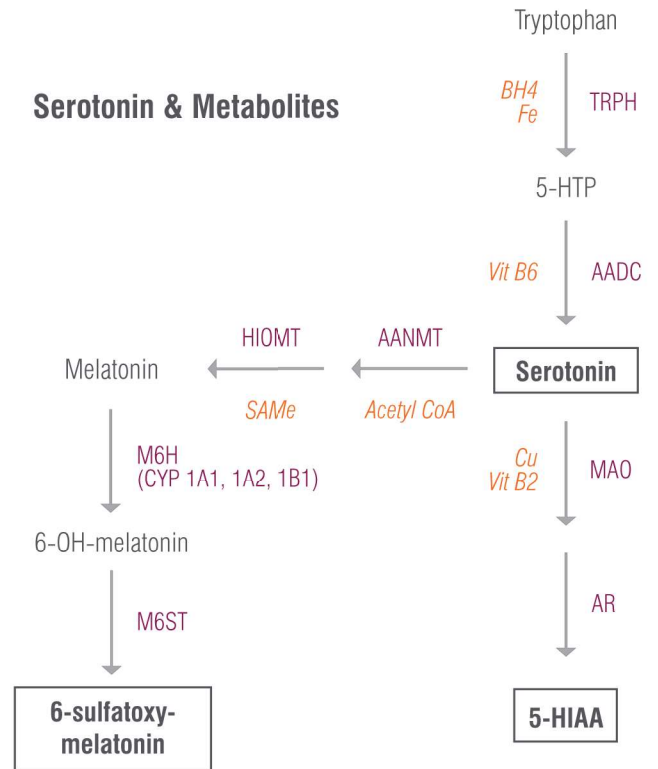 Tryptophan
Serotonin & Metabolites
BH4
Fe
TRPH
5-HTP
Vit B6
AADC
HIOMT
AANMT
Melatonin
Serotonin
SAMe
Acetyl CoA
M6H
(CYP 1A1, 1A2, 1B1)
Cu
Vit B2
MAO
6-OH-melatonin
M6ST
AR
6-sulfatoxy-
melatonin
5-HIAA